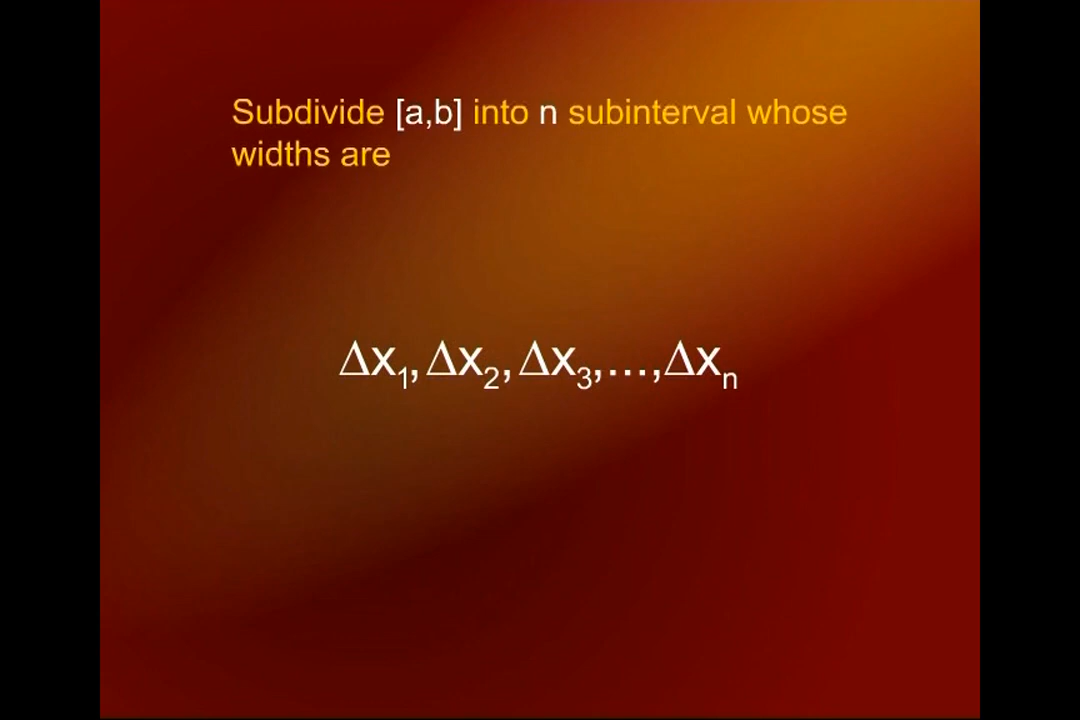 Subdivide [a,b] into n subinterval whose
widths are
Δx₁,Δx₂,Δx₃,...,Δxₙ